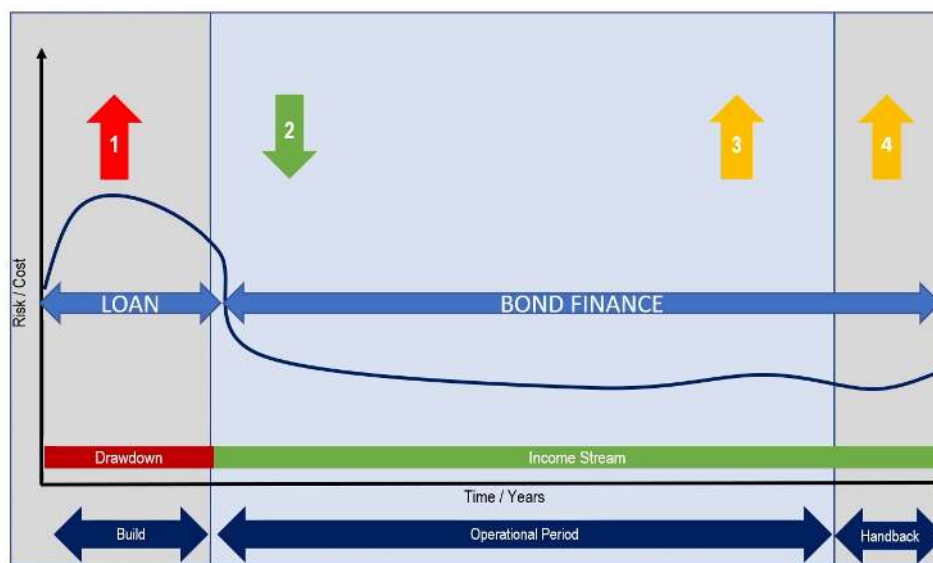 1
2
3
4
Risk / Cost
LOAN
BOND FINANCE
Drawdown
Income Stream
Time / Years
Build
Operational Period
Handback